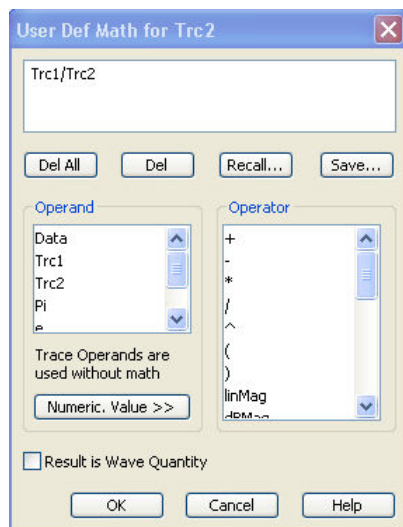 User Def Math for Trc2
Trc1/Trc2
Del All Del Recall... Save...
Operand
Data
Trc1
Trc2
Pi
e
Trace Operands are
used without math
Numeric. Value >>
Operator
+
-
*
/
^
(
)
linMag
dBMag
Result is Wave Quantity
OK Cancel Help